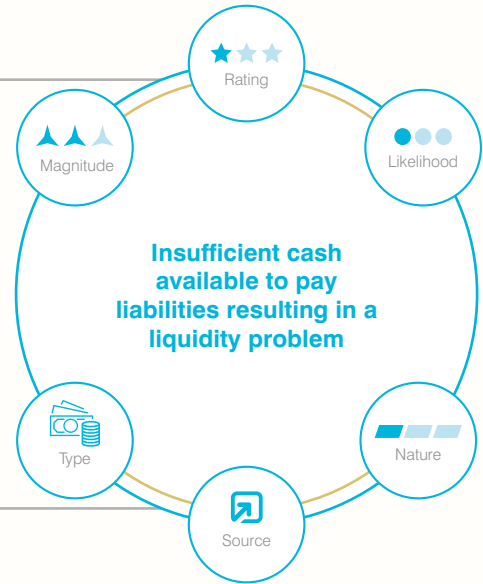 Rating
Magnitude
Likelihood
Insufficient cash
available to pay
liabilities resulting in a
liquidity problem
Type
Nature
Source